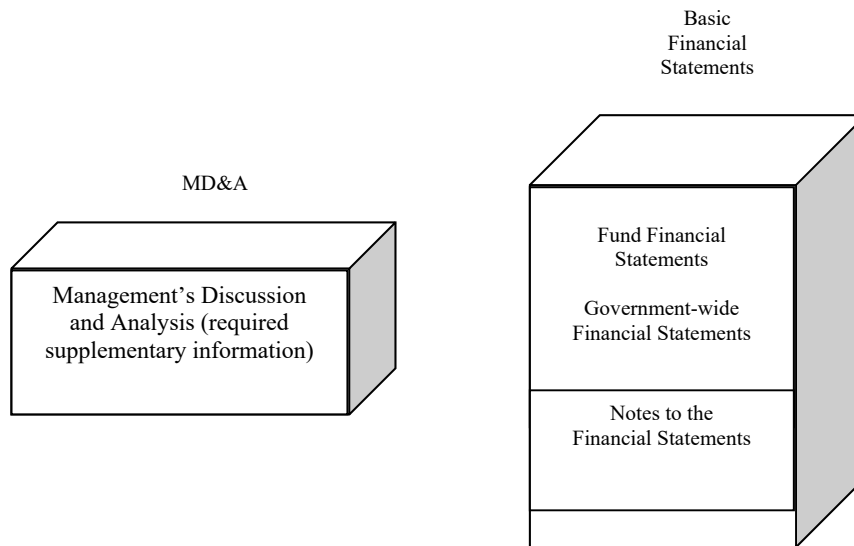 Basic
Financial
Statements
MD&A
Management’s Discussion
and Analysis (required
supplementary information)
Fund Financial
Statements
Government-wide
Financial Statements
Notes to the
Financial Statements